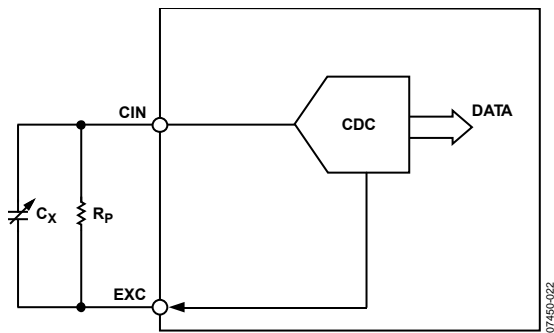 CIN
CDC
DATA
CX
RP
EXC
07450-022